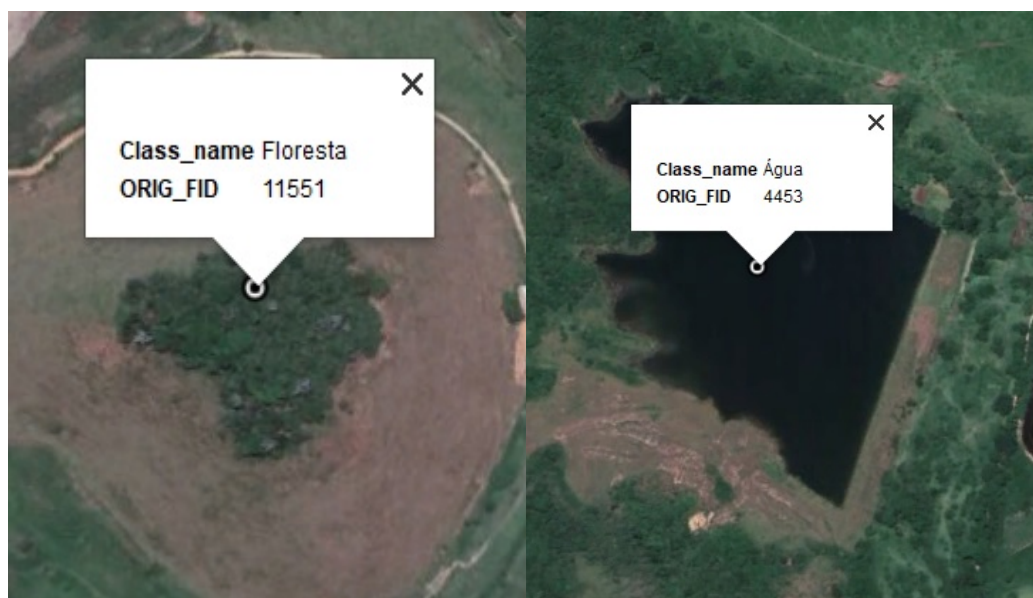 Class_name Floresta
ORIG_FID 11551
Class_name Água
ORIG_FID 4453